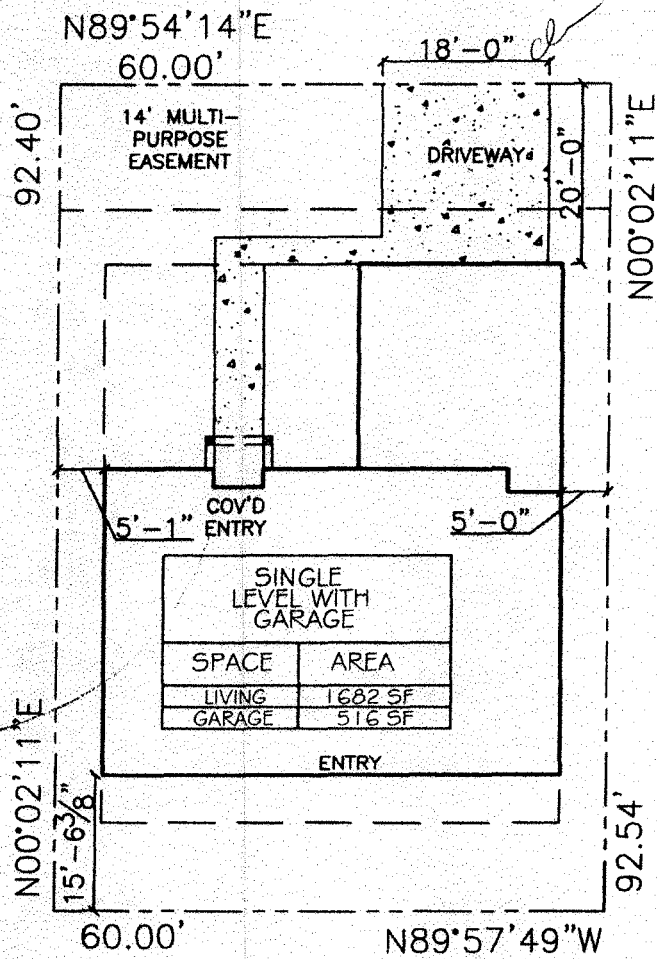 N89°54'14"E
60.00'
18'-0"
92.40'
14' MULTI-
PURPOSE
EASEMENT
DRIVEWAY
20'-0"
N00°02'11"E
COV'D
ENTRY
5'-1"
5'-0"
SINGLE
LEVEL WITH
GARAGE
SPACE AREA
LIVING 1682 SF
GARAGE 516 SF
ENTRY
N00°02'11"E
15'-6 3/8"
92.54'
60.00'
N89°57'49"W